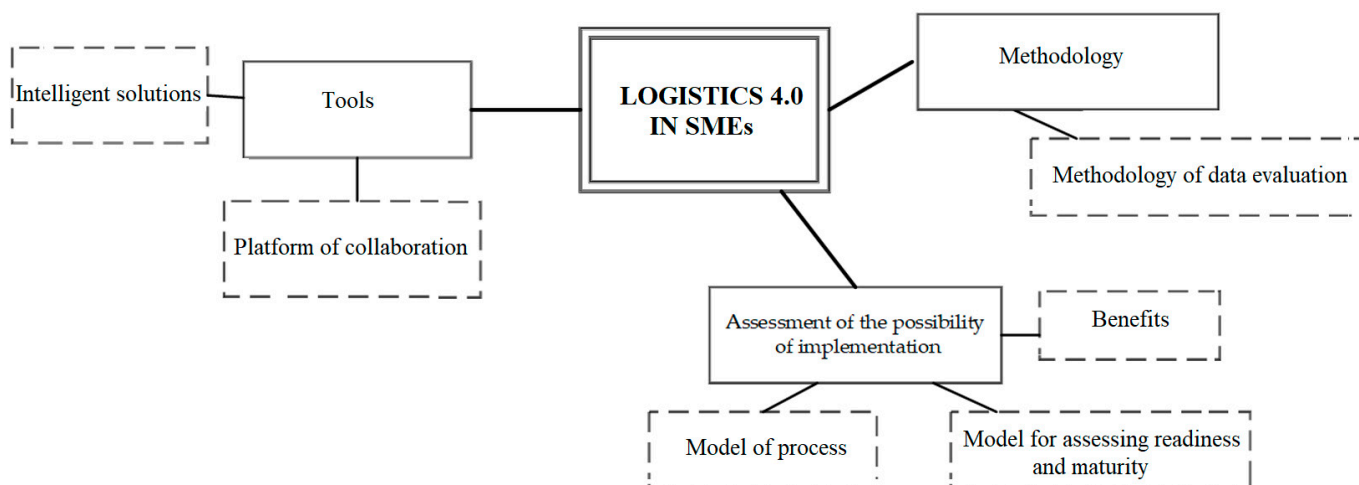 LOGISTICS 4.0
IN SMEs
Methodology
Intelligent solutions
Tools
Methodology of data evaluation
Platform of collaboration
Assessment of the possibility
of implementation
Benefits
Model of process
Model for assessing readiness
and maturity